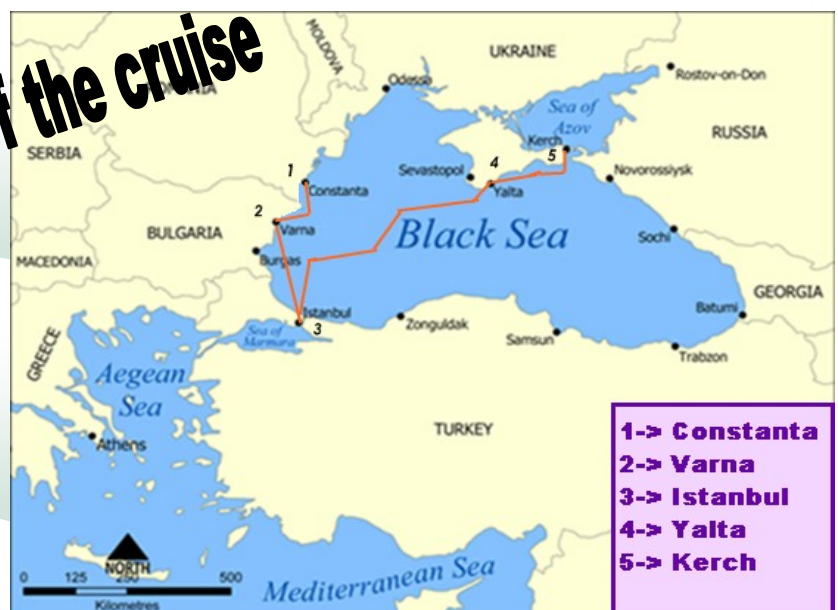 f the cruise
MOLDOVA
UKRAINE
Odessa
Rostov-on-Don
Sea of
Azov
RUSSIA
SERBIA
Kerch
5
Sevastopol
4
Yalta
Novorossiysk
1
Constanta
2
Varna
BULGARIA
Black Sea
Sochi
Burgas
MACEDONIA
GEORGIA
Batumi
Istanbul
3
Sea of
Marmara
Zonguldak
Samsun
Trabzon
GREECE
Aegean
Sea
Athens
TURKEY
1-> Constanta
2-> Varna
3-> Istanbul
4-> Yalta
5-> Kerch
NORTH
0 125 250 500
Kilometres
Mediterranean Sea